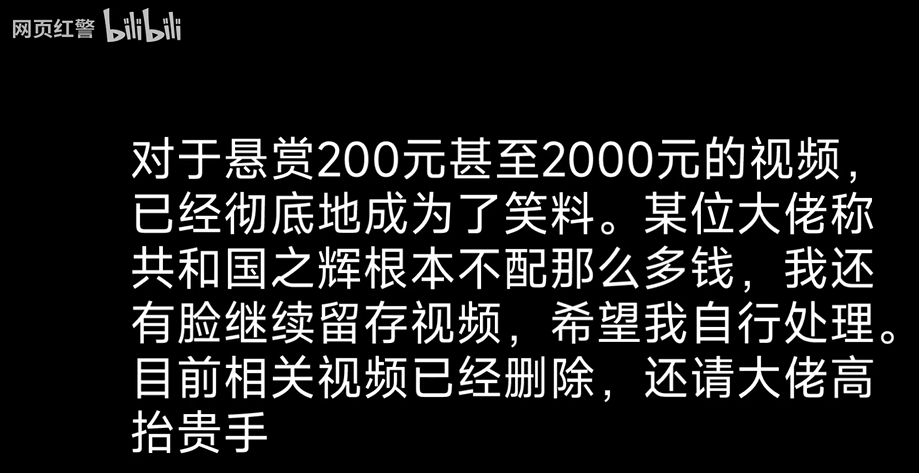 网页红警 bilibili
对于悬赏200元甚至2000元的视频，
已经彻底地成为了笑料。某位大佬称
共和国之辉根本不配那么多钱，我还
有脸继续留存视频，希望我自行处理。
目前相关视频已经删除，还请大佬高
抬贵手